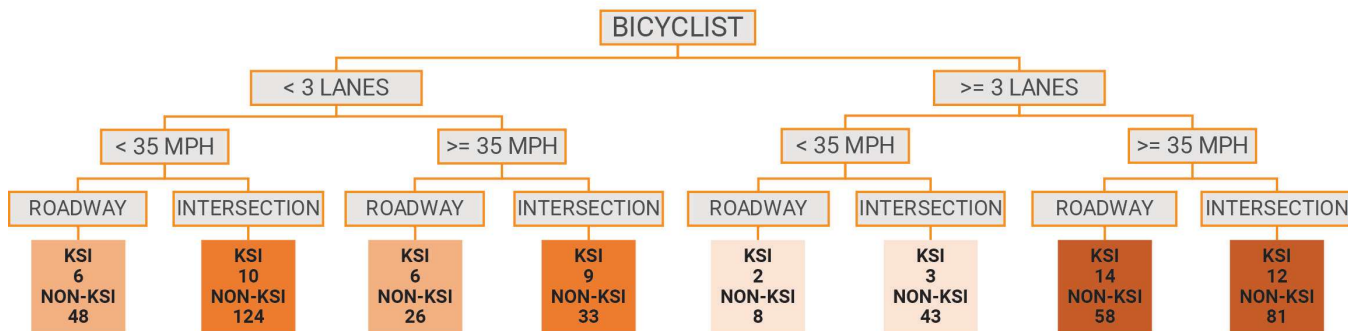 BICYCLIST
< 3 LANES
>= 3 LANES
< 35 MPH
>= 35 MPH
< 35 MPH
>= 35 MPH
ROADWAY
INTERSECTION
ROADWAY
INTERSECTION
ROADWAY
INTERSECTION
ROADWAY
INTERSECTION
KSI
6
NON-KSI
48
KSI
10
NON-KSI
124
KSI
6
NON-KSI
26
KSI
9
NON-KSI
33
KSI
2
NON-KSI
8
KSI
3
NON-KSI
43
KSI
14
NON-KSI
58
KSI
12
NON-KSI
81